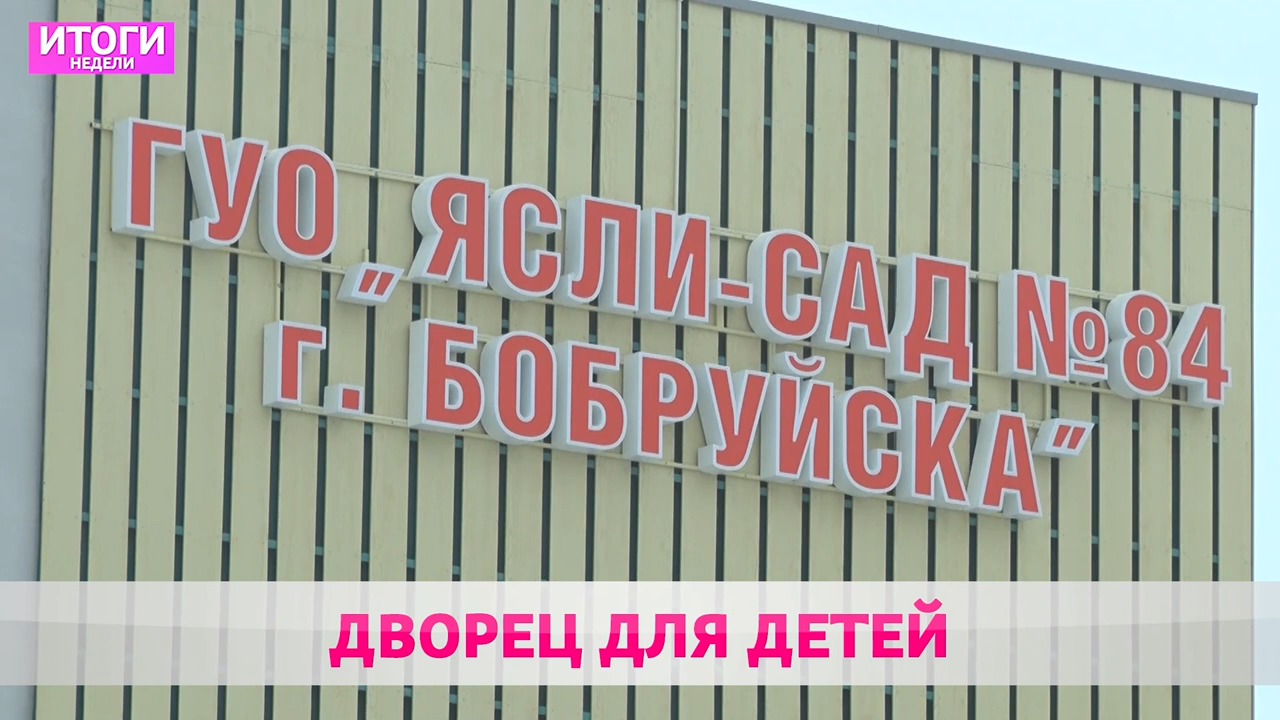 ИТОГИ
НЕДЕЛИ
ГУО „ЯСЛИ-САД №84
г. БОБРУЙСКА”
ДВОРЕЦ ДЛЯ ДЕТЕЙ